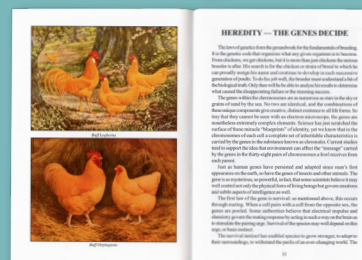 Buff Leghorns
Buff Orpingtons
HEREDITY — THE GENES DECIDE
The laws of genetics form the groundwork for the fundamentals of breeding.
It is the genetic code that organizes what any given organism is to become.
From chickens, we get chickens, but it is more than just chickens the serious
breeder is after. His search is for the chicken or strain of bred to which he
can proudly assign his name and continue to develop in each successive
generation of poultry. To do his job well, the breeder must understand a bit of
the biological truth. Only then will he be able to analyze his results to determine
what caused the disappointing failure or the stunning success.
The genes within the chromosomes are as numerous as stars in the sky or
grains of sand by the sea. No two are identical, and the combinations of
these unique components give creative, distinct existence to all life forms. So
tiny that they cannot be seen with an electron microscope, the genes are
nonetheless extremely complex elements. Science has just scratched the
surface of these minute "blueprints" of identity, yet we know that in the
chromosomes of each cell a complete set of inheritable characteristics is
carried by the genes in the substance known as chromatin. Current studies
tend to support the idea that environment can affect the "message" carried
by the genes in the thirty-eight pairs of chromosomes a fowl receives from
each parent.
Just as human genes have persisted and adapted since man's first
appearance on the earth, so have the genes of insects and other animals. The
gene is so mysterious, so powerful, in fact, that some scientists believe it may
well control not only the physical form of living beings but govern emotions
and subtle aspects of intelligence as well.
The first law of the gene is survival: as mentioned above, this occurs
through mating. When a cell pairs with a cell from the opposite sex, the
genes are pooled. Some authorities believe that electrical impulse and
chemistry govern the mating response by acting in such a way on the brain as
to stimulate the pairing urge. Survival of the species may well depend on this
urge, or basic instinct.
The survival instinct has enabled species to grow stronger, to adapt to
their surroundings, to withstand the perils of an ever-changing world. The